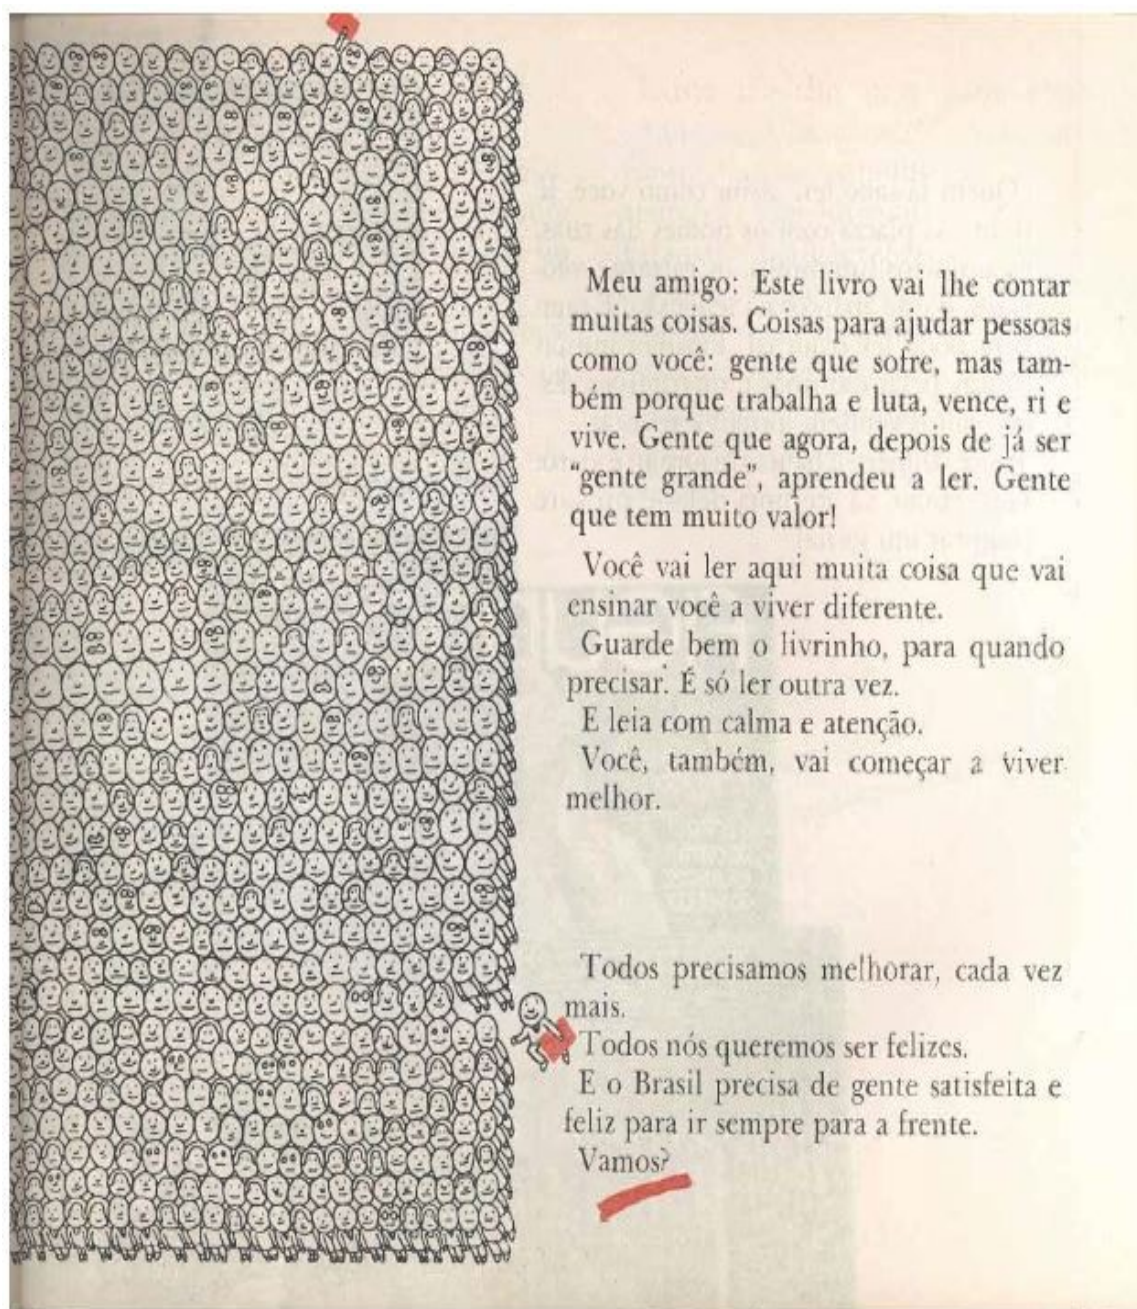 Meu amigo: Este livro vai lhe contar
muitas coisas. Coisas para ajudar pessoas
como você: gente que sofre, mas tam-
bém porque trabalha e luta, vence, ri e
vive. Gente que agora, depois de já ser
"gente grande", aprendeu a ler. Gente
que tem muito valor!
Você vai ler aqui muita coisa que vai
ensinar você a viver diferente.
Guarde bem o livrinho, para quando
precisar. É só ler outra vez.
E leia com calma e atenção.
Você, também, vai começar a viver
melhor.
Todos precisamos melhorar, cada vez
mais.
Todos nós queremos ser felizes.
E o Brasil precisa de gente satisfeita e
feliz para ir sempre para a frente.
Vamos?